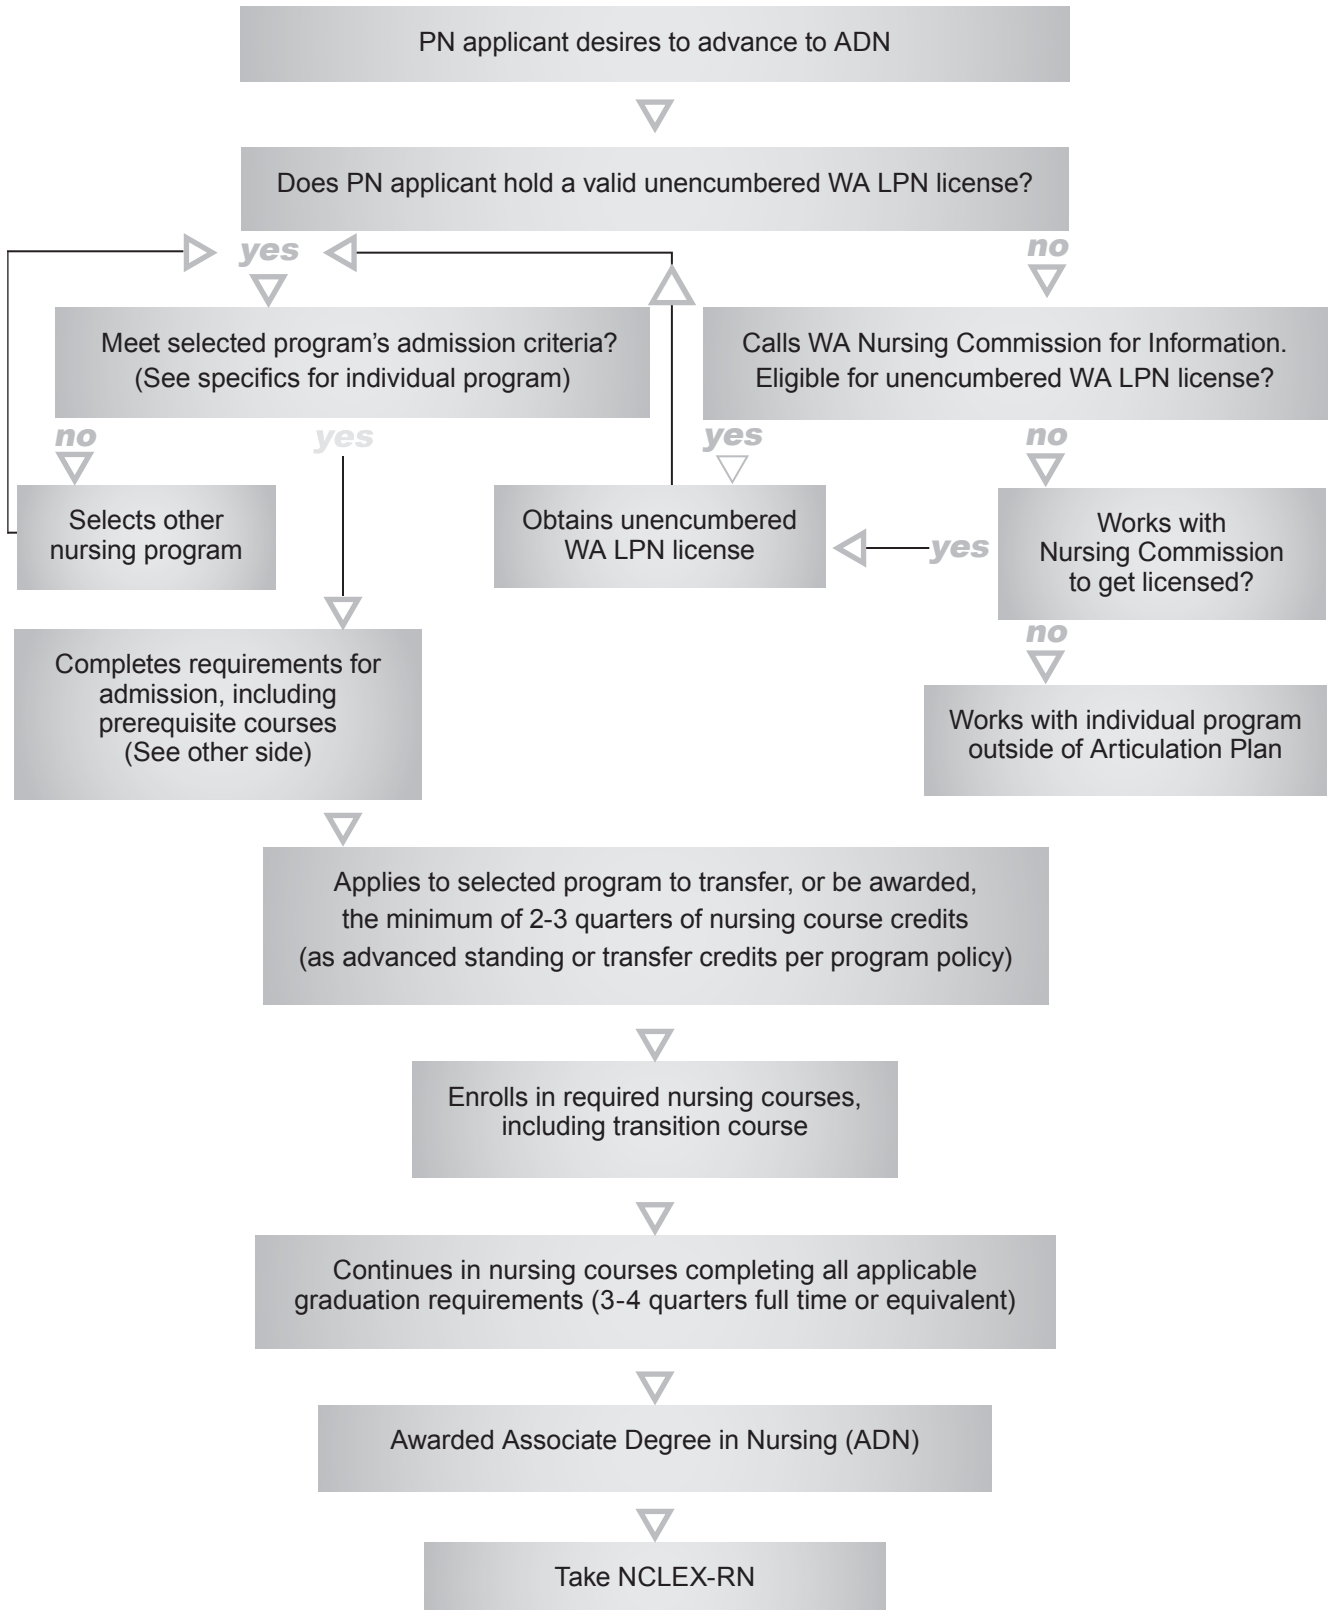 PN applicant desires to advance to ADN
Does PN applicant hold a valid unencumbered WA LPN license?
yes
no
Meet selected program's admission criteria?
(See specifics for individual program)
Calls WA Nursing Commission for Information.
Eligible for unencumbered WA LPN license?
no
yes
yes
no
Selects other
nursing program
Obtains unencumbered
WA LPN license
yes
Works with
Nursing Commission
to get licensed?
no
Completes requirements for
admission, including
prerequisite courses
(See other side)
Works with individual program
outside of Articulation Plan
Applies to selected program to transfer, or be awarded,
the minimum of 2-3 quarters of nursing course credits
(as advanced standing or transfer credits per program policy)
Enrolls in required nursing courses,
including transition course
Continues in nursing courses completing all applicable
graduation requirements (3-4 quarters full time or equivalent)
Awarded Associate Degree in Nursing (ADN)
Take NCLEX-RN